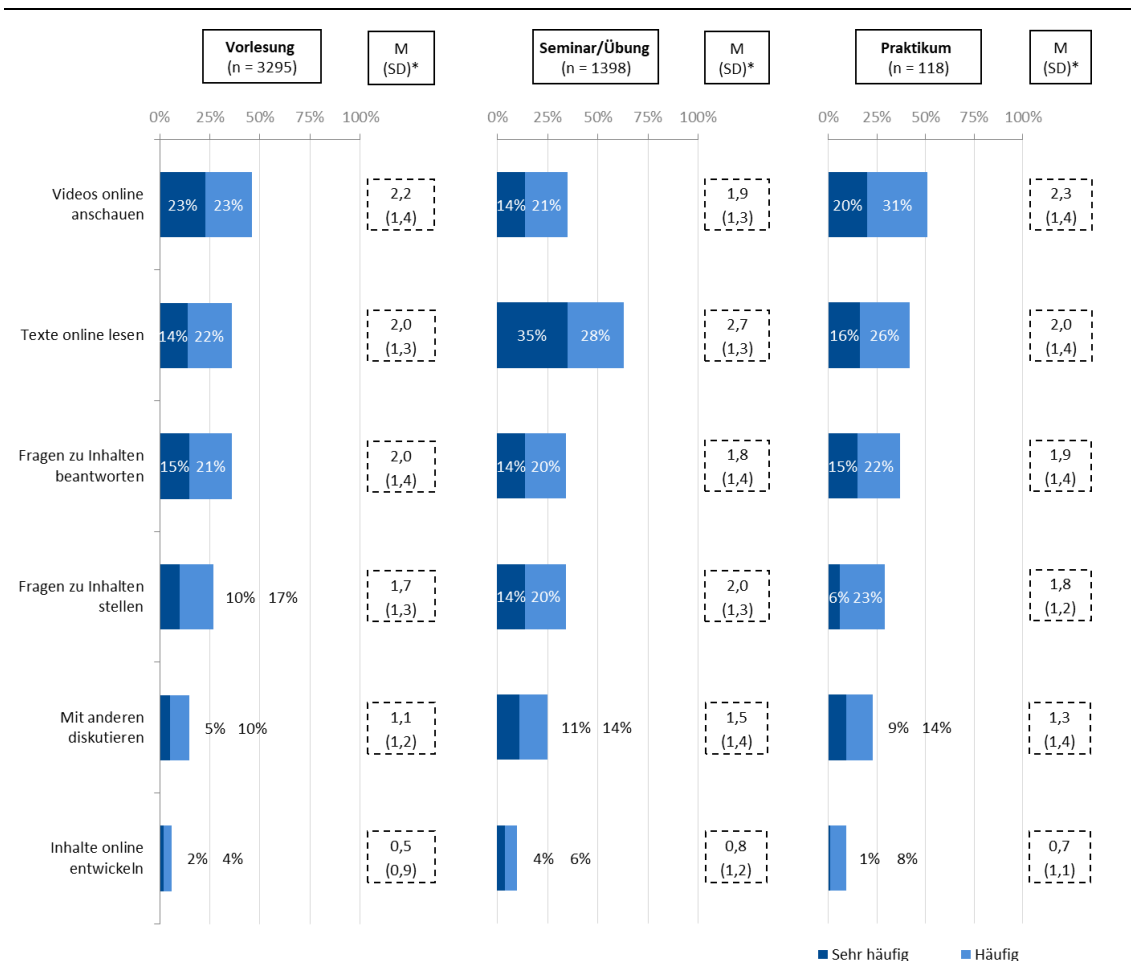 Vorlesung
(n = 3295)
M
(SD)*
Seminar/Übung
(n = 1398)
M
(SD)*
Praktikum
(n = 118)
M
(SD)*
0% 25% 75% 100%
0% 25% 75% 100%
0% 25% 50% 75% 100%
Videos online
anschauen
23% 23%
2,2
(1,4)
14% 21%
1,9
(1,3)
20% 31%
2,3
(1,4)
Texte online lesen
14% 22%
2,0
(1,3)
35% 28%
2,7
(1,3)
16% 26%
2,0
(1,4)
Fragen zu Inhalten
beantworten
15% 21%
2,0
(1,4)
14% 20%
1,8
(1,4)
15% 22%
1,9
(1,4)
Fragen zu Inhalten
stellen
10% 17%
1,7
(1,3)
14% 20%
2,0
(1,3)
6% 23%
1,8
(1,2)
Mit anderen
diskutieren
5% 10%
1,1
(1,2)
11% 14%
1,5
(1,4)
9% 14%
1,3
(1,4)
Inhalte online
entwickeln
2% 4%
0,5
(0,9)
4% 6%
0,8
(1,2)
1% 8%
0,7
(1,1)
Sehr häufig Häufig